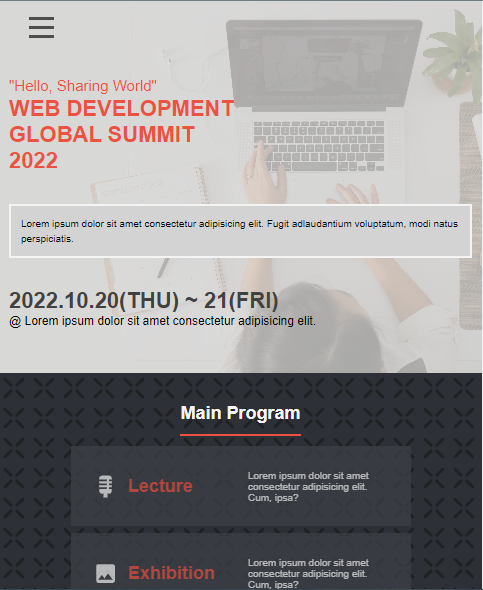 "Hello, Sharing World"
WEB DEVELOPMENT
GLOBAL SUMMIT
2022
Lorem ipsum dolor sit amet consectetur adipisicing elit. Fugit adlaudantium voluptatum, modi natus
perspiciatis.
2022.10.20(THU) ~ 21(FRI)
@ Lorem ipsum dolor sit amet consectetur adipisicing elit.
Main Program
Lecture
Lorem ipsum dolor sit amet
consectetur adipisicing elit.
Cum, ipsa?
Exhibition
Lorem ipsum dolor sit amet
consectetur adipisicing elit.
Cum, ipsa?